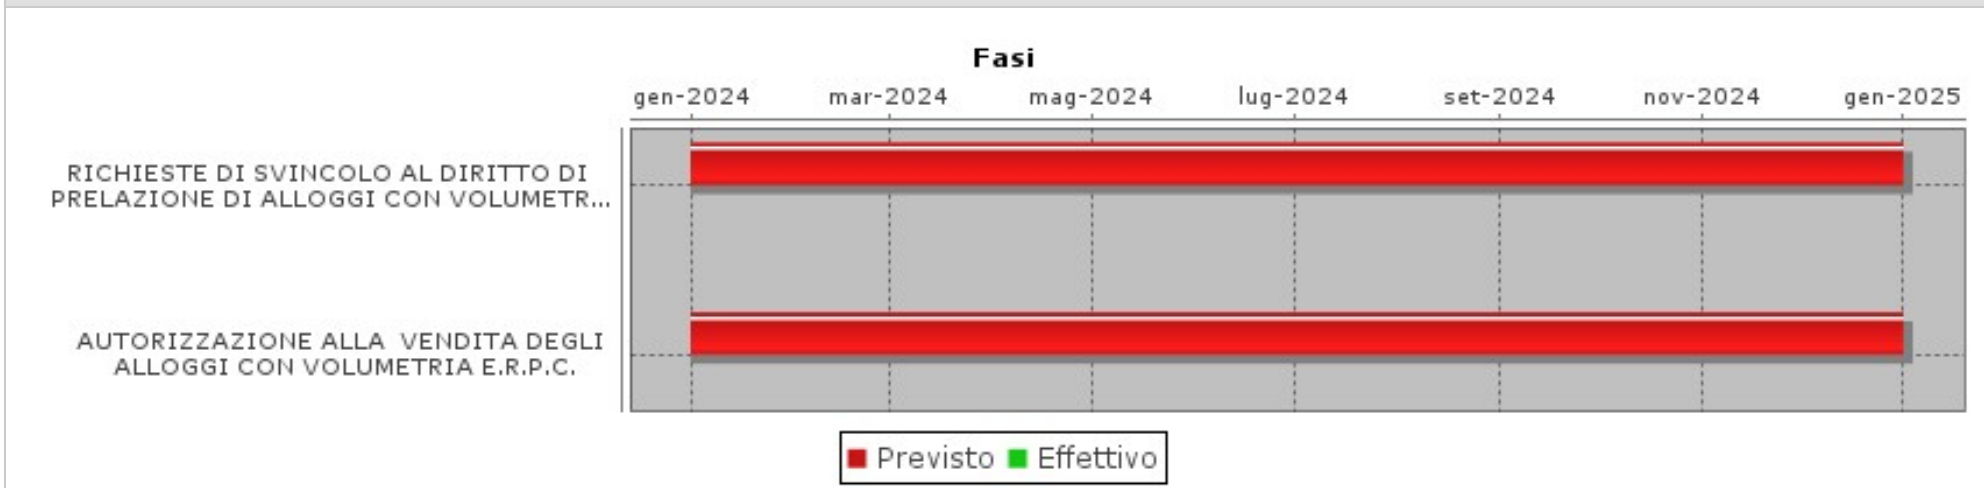 Fasi
gen-2024 mar-2024 mag-2024 lug-2024 set-2024 nov-2024 gen-2025
RICHIESTE DI SVINCOLO AL DIRITTO DI
PRELAZIONE DI ALLOGGI CON VOLUMETR...
AUTORIZZAZIONE ALLA  VENDITA DEGLI
ALLOGGI CON VOLUMETRIA E.R.P.C.
Previsto Effettivo